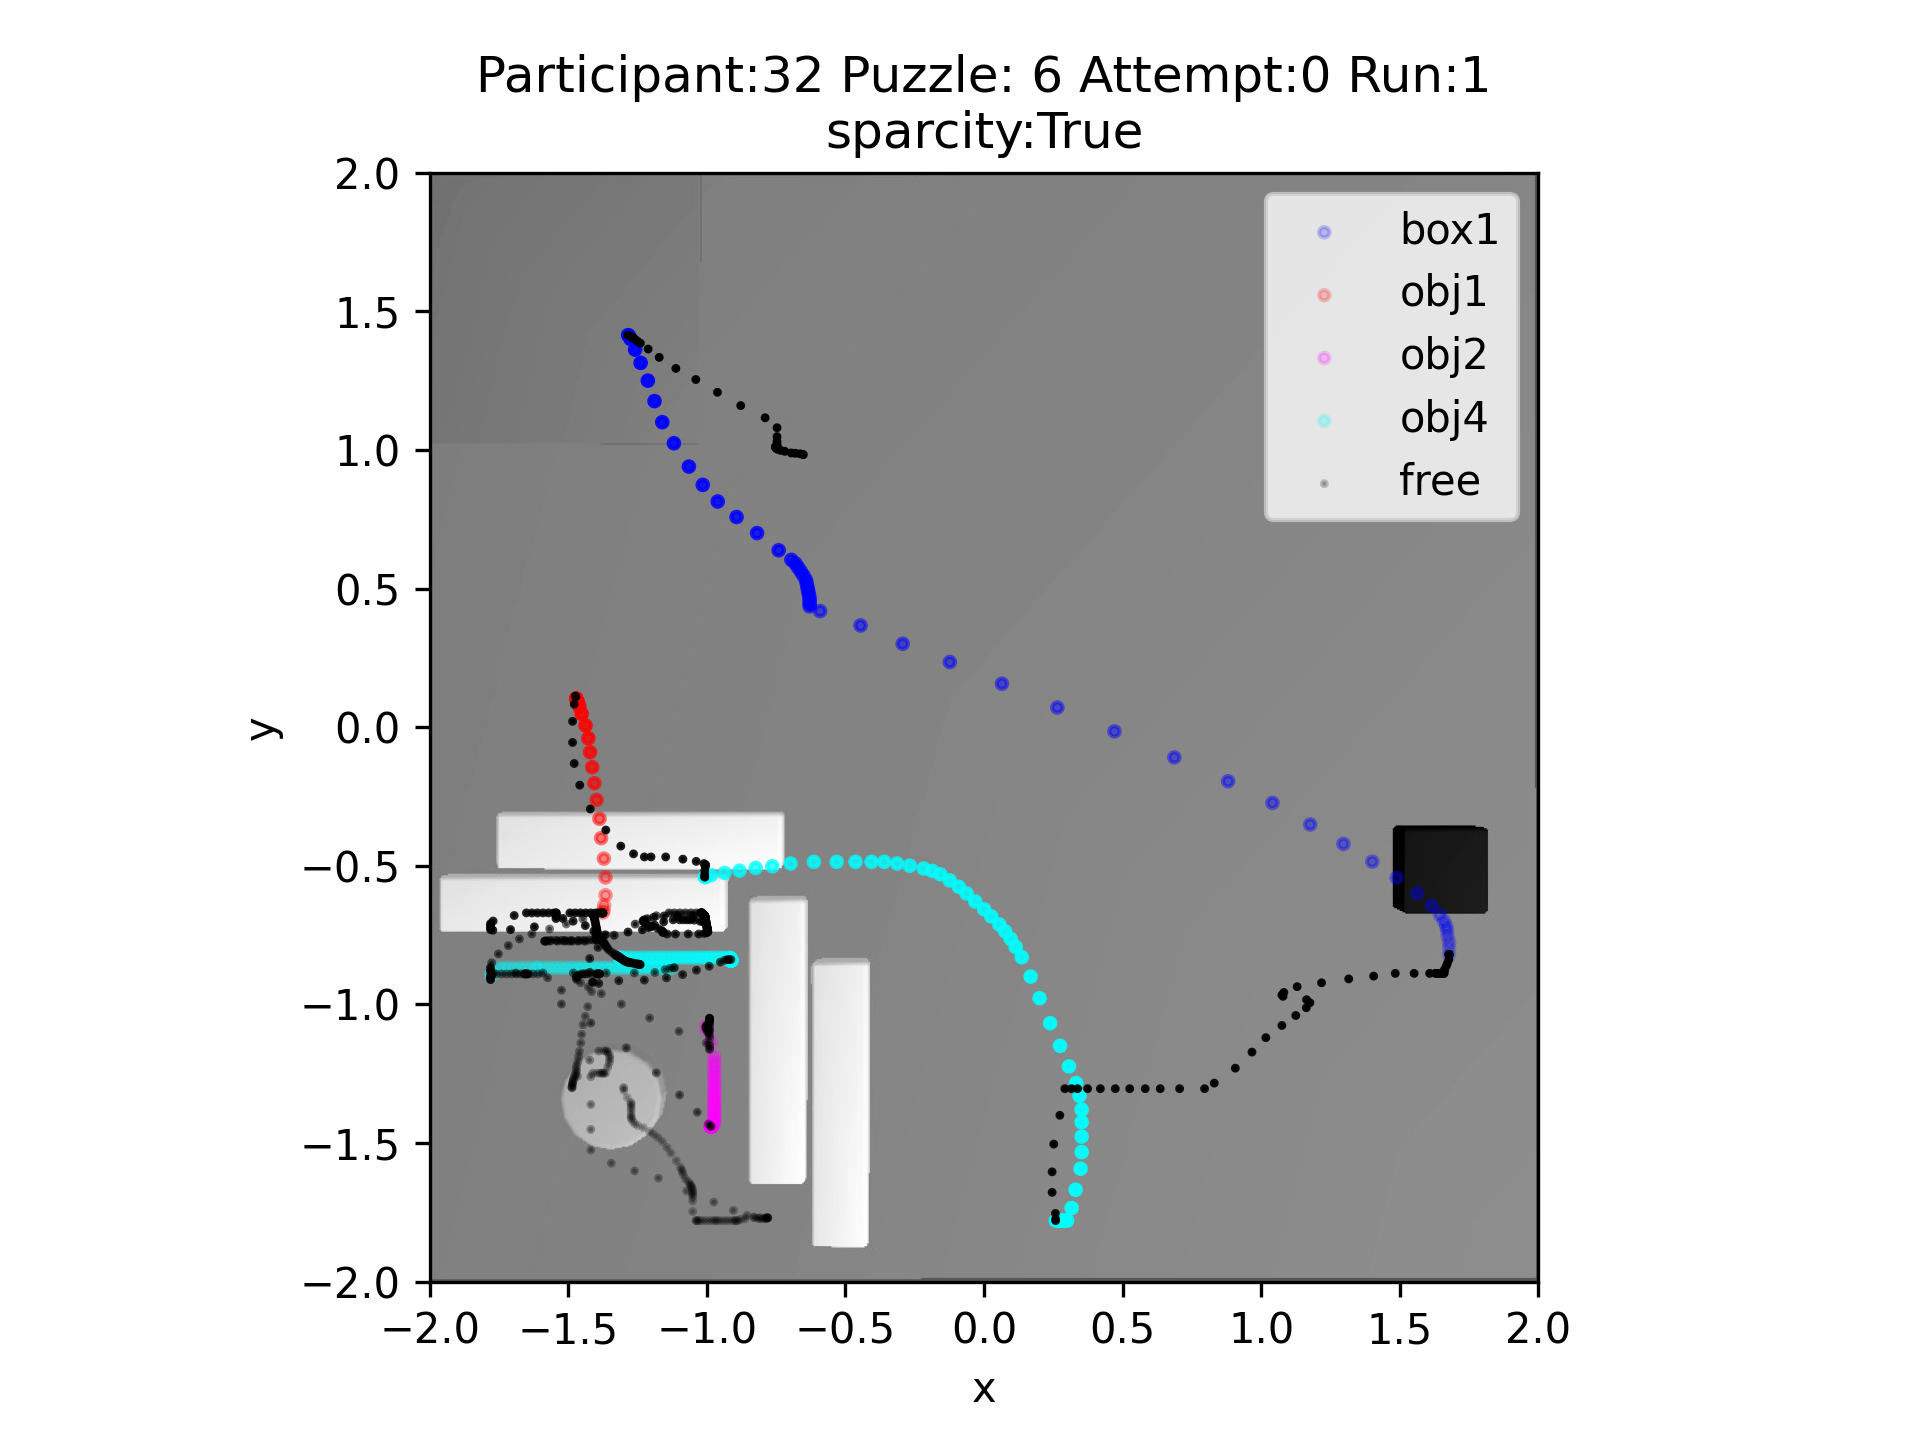 Participant:32 Puzzle: 6 Attempt:0 Run:1
sparcity:True
2.0
1.5
1.0
0.5
0.0
−0.5
−1.0
−1.5
−2.0
y
box1
obj1
obj2
obj4
free
−2.0 −1.5 −1.0 −0.5 0.0 0.5 1.0 1.5 2.0
x